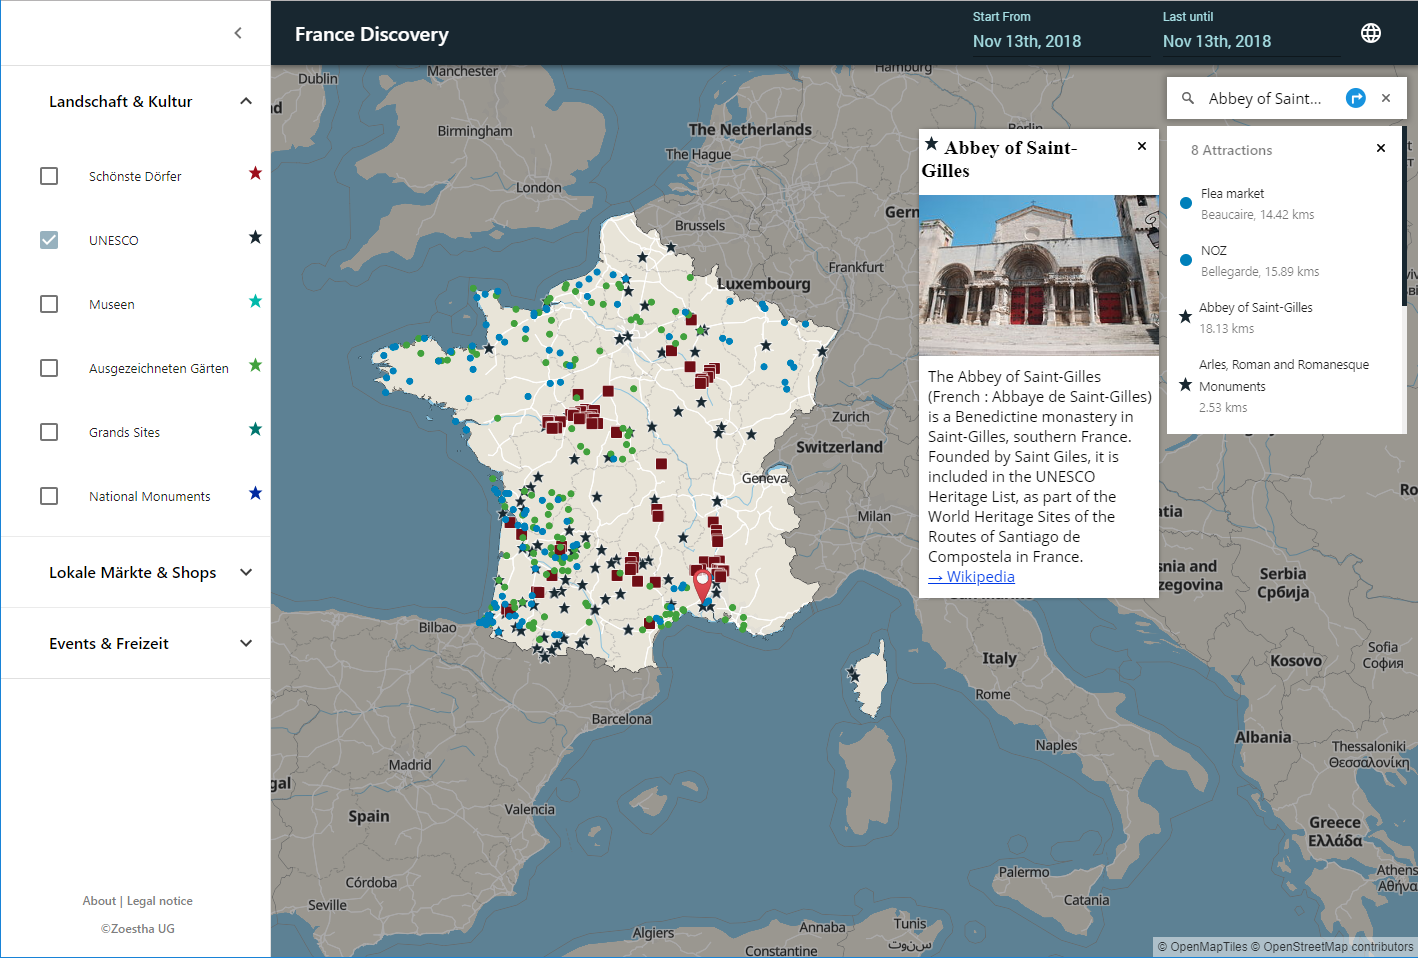 France Discovery
Start From
Nov 13th, 2018
Last until
Nov 13th, 2018
Landschaft & Kultur
Schönste Dörfer
UNESCO
Museen
Ausgezeichneten Gärten
Grands Sites
National Monuments
Lokale Märkte & Shops
Events & Freizeit
About | Legal notice
©Zoestha UG
Abbey of Saint...
8 Attractions
Flea market
Beaucaire, 14.42 kms
NOZ
Bellegarde, 15.89 kms
Abbey of Saint-Gilles
18.13 kms
Arles, Roman and Romanesque
Monuments
2.53 kms
Abbey of Saint-
Gilles
The Abbey of Saint-Gilles
(French : Abbaye de Saint-Gilles)
is a Benedictine monastery in
Saint-Gilles, southern France.
Founded by Saint Giles, it is
included in the UNESCO
Heritage List, as part of the
World Heritage Sites of the
Routes of Santiago de
Compostela in France.
→ Wikipedia
Dublin
Manchester
Hamburg
Birmingham
The Netherlands
Berlin
The Hague
London
Brussels
Germ
Frankfurt
Luxembourg
Zurich
Switzerland
Geneva
Milan
Bilbao
Barcelona
Madrid
Valencia
Spain
Córdoba
Seville
Algiers
Annaba
Constantine
Tunis
تونس
Palermo
Catania
Italy
Rome
Naples
Serbia
Србија
Kosovo
Sofia
София
Albania
Thessaloniki
Θεσσαλονίκη
Greece
Ελλάδα
Athens
Αθήνα
© OpenMapTiles © OpenStreetMap contributors